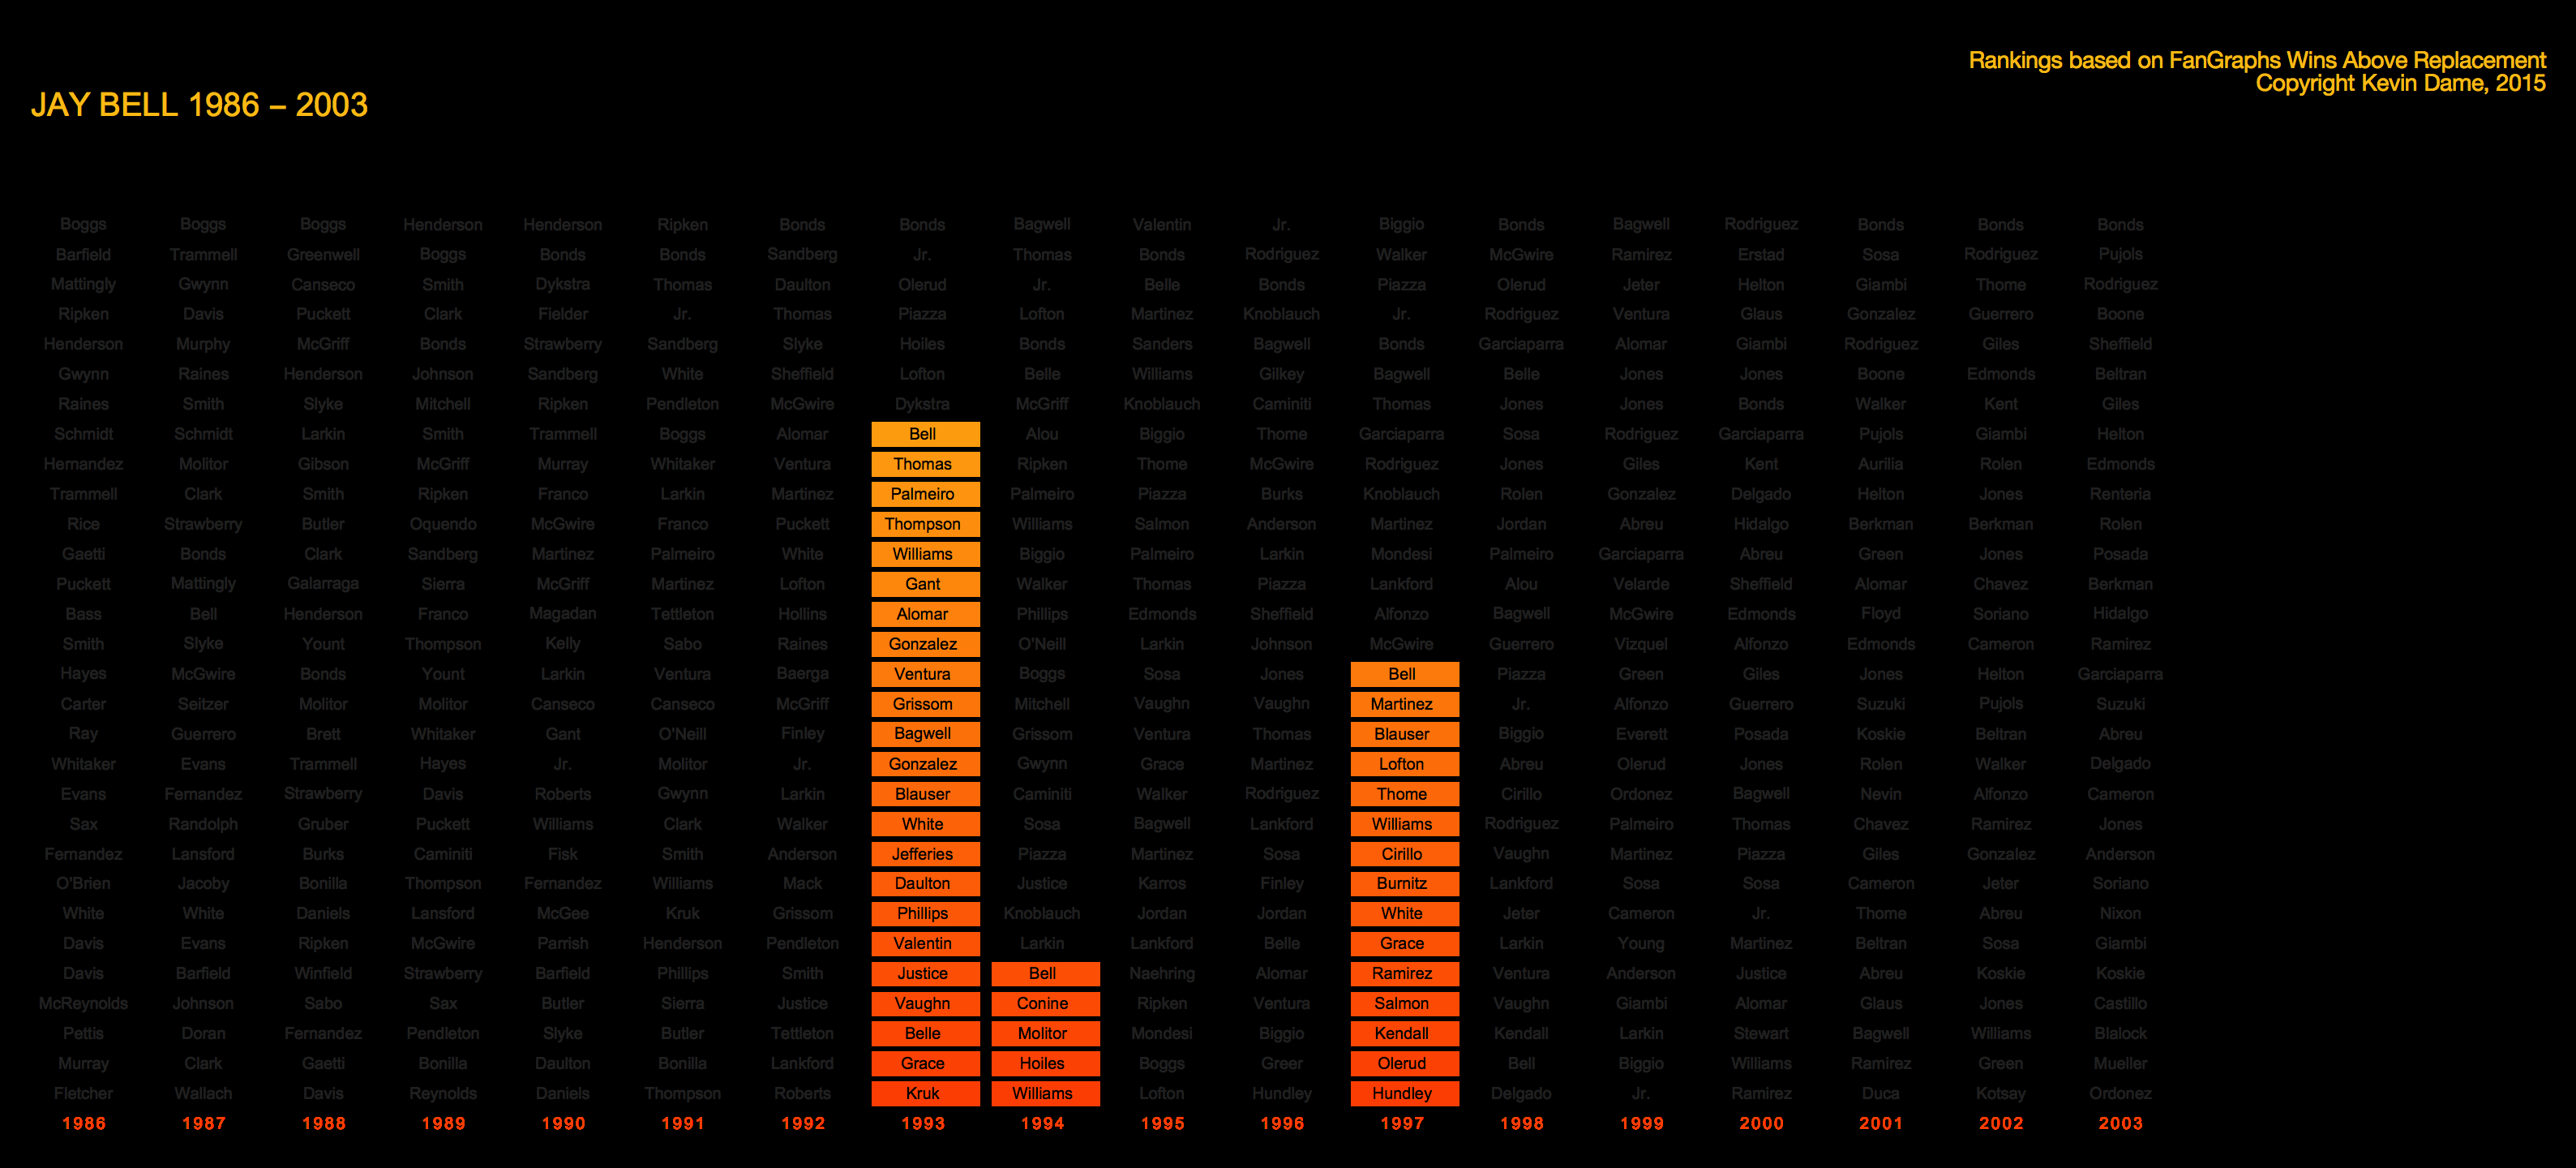 Rankings based on FanGraphs Wins Above Replacement
Copyright Kevin Dame, 2015
JAY BELL 1986 – 2003
Boggs Boggs Boggs Henderson Henderson Ripken Bonds Bonds Bagwell Valentin Jr. Biggio Bonds Bagwell Rodriguez Bonds Bonds Bonds
Barfield Trammell Greenwell Boggs Bonds Bonds Sandberg Jr. Thomas Bonds Rodriguez Walker McGwire Ramirez Erstad Sosa Rodriguez Pujols
Mattingly Gwynn Canseco Smith Dykstra Thomas Daulton Olerud Jr. Belle Bonds Piazza Olerud Jeter Helton Giambi Thome Rodriguez
Ripken Davis Puckett Clark Fielder Jr. Thomas Piazza Lofton Martinez Knoblauch Jr. Rodriguez Ventura Glaus Gonzalez Guerrero Boone
Henderson Murphy McGriff Bonds Strawberry Sandberg Slyke Hoiles Bonds Sanders Bagwell Bonds Garciaparra Alomar Giambi Rodriguez Giles Sheffield
Gwynn Raines Henderson Johnson Sandberg White Sheffield Lofton Belle Williams Gilkey Bagwell Belle Jones Jones Boone Edmonds Beltran
Raines Smith Slyke Mitchell Ripken Pendleton McGwire Dykstra McGriff Knoblauch Caminiti Thomas Jones Jones Bonds Walker Kent Giles
Schmidt Schmidt Larkin Smith Trammell Boggs Alomar Bell Alou Biggio Thome Garciaparra Sosa Rodriguez Garciaparra Pujols Giambi Helton
Hernandez Molitor Gibson McGriff Murray Whitaker Ventura Thomas Ripken Thome McGwire Rodriguez Jones Giles Kent Aurilia Rolen Edmonds
Trammell Clark Smith Ripken Franco Larkin Martinez Palmeiro Palmeiro Piazza Burks Knoblauch Rolen Gonzalez Delgado Helton Jones Renteria
Rice Strawberry Butler Oquendo McGwire Franco Puckett Thompson Williams Salmon Anderson Martinez Jordan Abreu Hidalgo Berkman Berkman Rolen
Gaetti Bonds Clark Sandberg Martinez Palmeiro White Williams Biggio Palmeiro Larkin Mondesi Palmeiro Garciaparra Abreu Green Jones Posada
Puckett Mattingly Galarraga Sierra McGriff Martinez Lofton Gant Walker Thomas Piazza Lankford Alou Velarde Sheffield Alomar Chavez Berkman
Bass Bell Henderson Franco Magadan Tettleton Hollins Alomar Phillips Edmonds Sheffield Alfonzo Bagwell McGwire Edmonds Floyd Soriano Hidalgo
Smith Slyke Yount Thompson Kelly Sabo Raines Gonzalez O'Neill Larkin Johnson McGwire Guerrero Vizquel Alfonzo Edmonds Cameron Ramirez
Hayes McGwire Bonds Yount Larkin Ventura Baerga Ventura Boggs Sosa Jones Bell Piazza Green Giles Jones Helton Garciaparra
Carter Seitzer Molitor Molitor Canseco Canseco McGriff Grissom Mitchell Vaughn Vaughn Martinez Jr. Alfonzo Guerrero Suzuki Pujols Suzuki
Ray Guerrero Brett Whitaker Gant O'Neill Finley Bagwell Grissom Ventura Thomas Blauser Biggio Everett Posada Koskie Beltran Abreu
Whitaker Evans Trammell Hayes Jr. Molitor Jr. Gonzalez Gwynn Grace Martinez Lofton Abreu Olerud Jones Rolen Walker Delgado
Evans Fernandez Strawberry Davis Roberts Gwynn Larkin Blauser Caminiti Walker Rodriguez Thome Cirillo Ordonez Bagwell Nevin Alfonzo Cameron
Sax Randolph Gruber Puckett Williams Clark Walker White Sosa Bagwell Lankford Williams Rodriguez Palmeiro Thomas Chavez Ramirez Jones
Fernandez Lansford Burks Caminiti Fisk Smith Anderson Jefferies Piazza Martinez Sosa Cirillo Vaughn Martinez Piazza Giles Gonzalez Anderson
O'Brien Jacoby Bonilla Thompson Fernandez Williams Mack Daulton Justice Karros Finley Burnitz Lankford Sosa Sosa Cameron Jeter Soriano
White White Daniels Lansford McGee Kruk Grissom Phillips Knoblauch Jordan Jordan White Jeter Cameron Jr. Thome Abreu Nixon
Davis Evans Ripken McGwire Parrish Henderson Pendleton Valentin Larkin Lankford Belle Grace Larkin Young Martinez Beltran Sosa Giambi
Davis Barfield Winfield Strawberry Barfield Phillips Smith Justice Bell Naehring Alomar Ramirez Ventura Anderson Justice Abreu Koskie Koskie
McReynolds Johnson Sabo Sax Butler Sierra Justice Vaughn Conine Ripken Ventura Salmon Vaughn Giambi Alomar Glaus Jones Castillo
Pettis Doran Fernandez Pendleton Slyke Butler Tettleton Belle Molitor Mondesi Biggio Kendall Kendall Larkin Stewart Bagwell Williams Blalock
Murray Clark Gaetti Bonilla Daulton Bonilla Lankford Grace Hoiles Boggs Greer Olerud Bell Biggio Williams Ramirez Green Mueller
Fletcher Wallach Davis Reynolds Daniels Thompson Roberts Kruk Williams Lofton Hundley Hundley Delgado Jr. Ramirez Duca Kotsay Ordonez
1986 1987 1988 1989 1990 1991 1992 1993 1994 1995 1996 1997 1998 1999 2000 2001 2002 2003